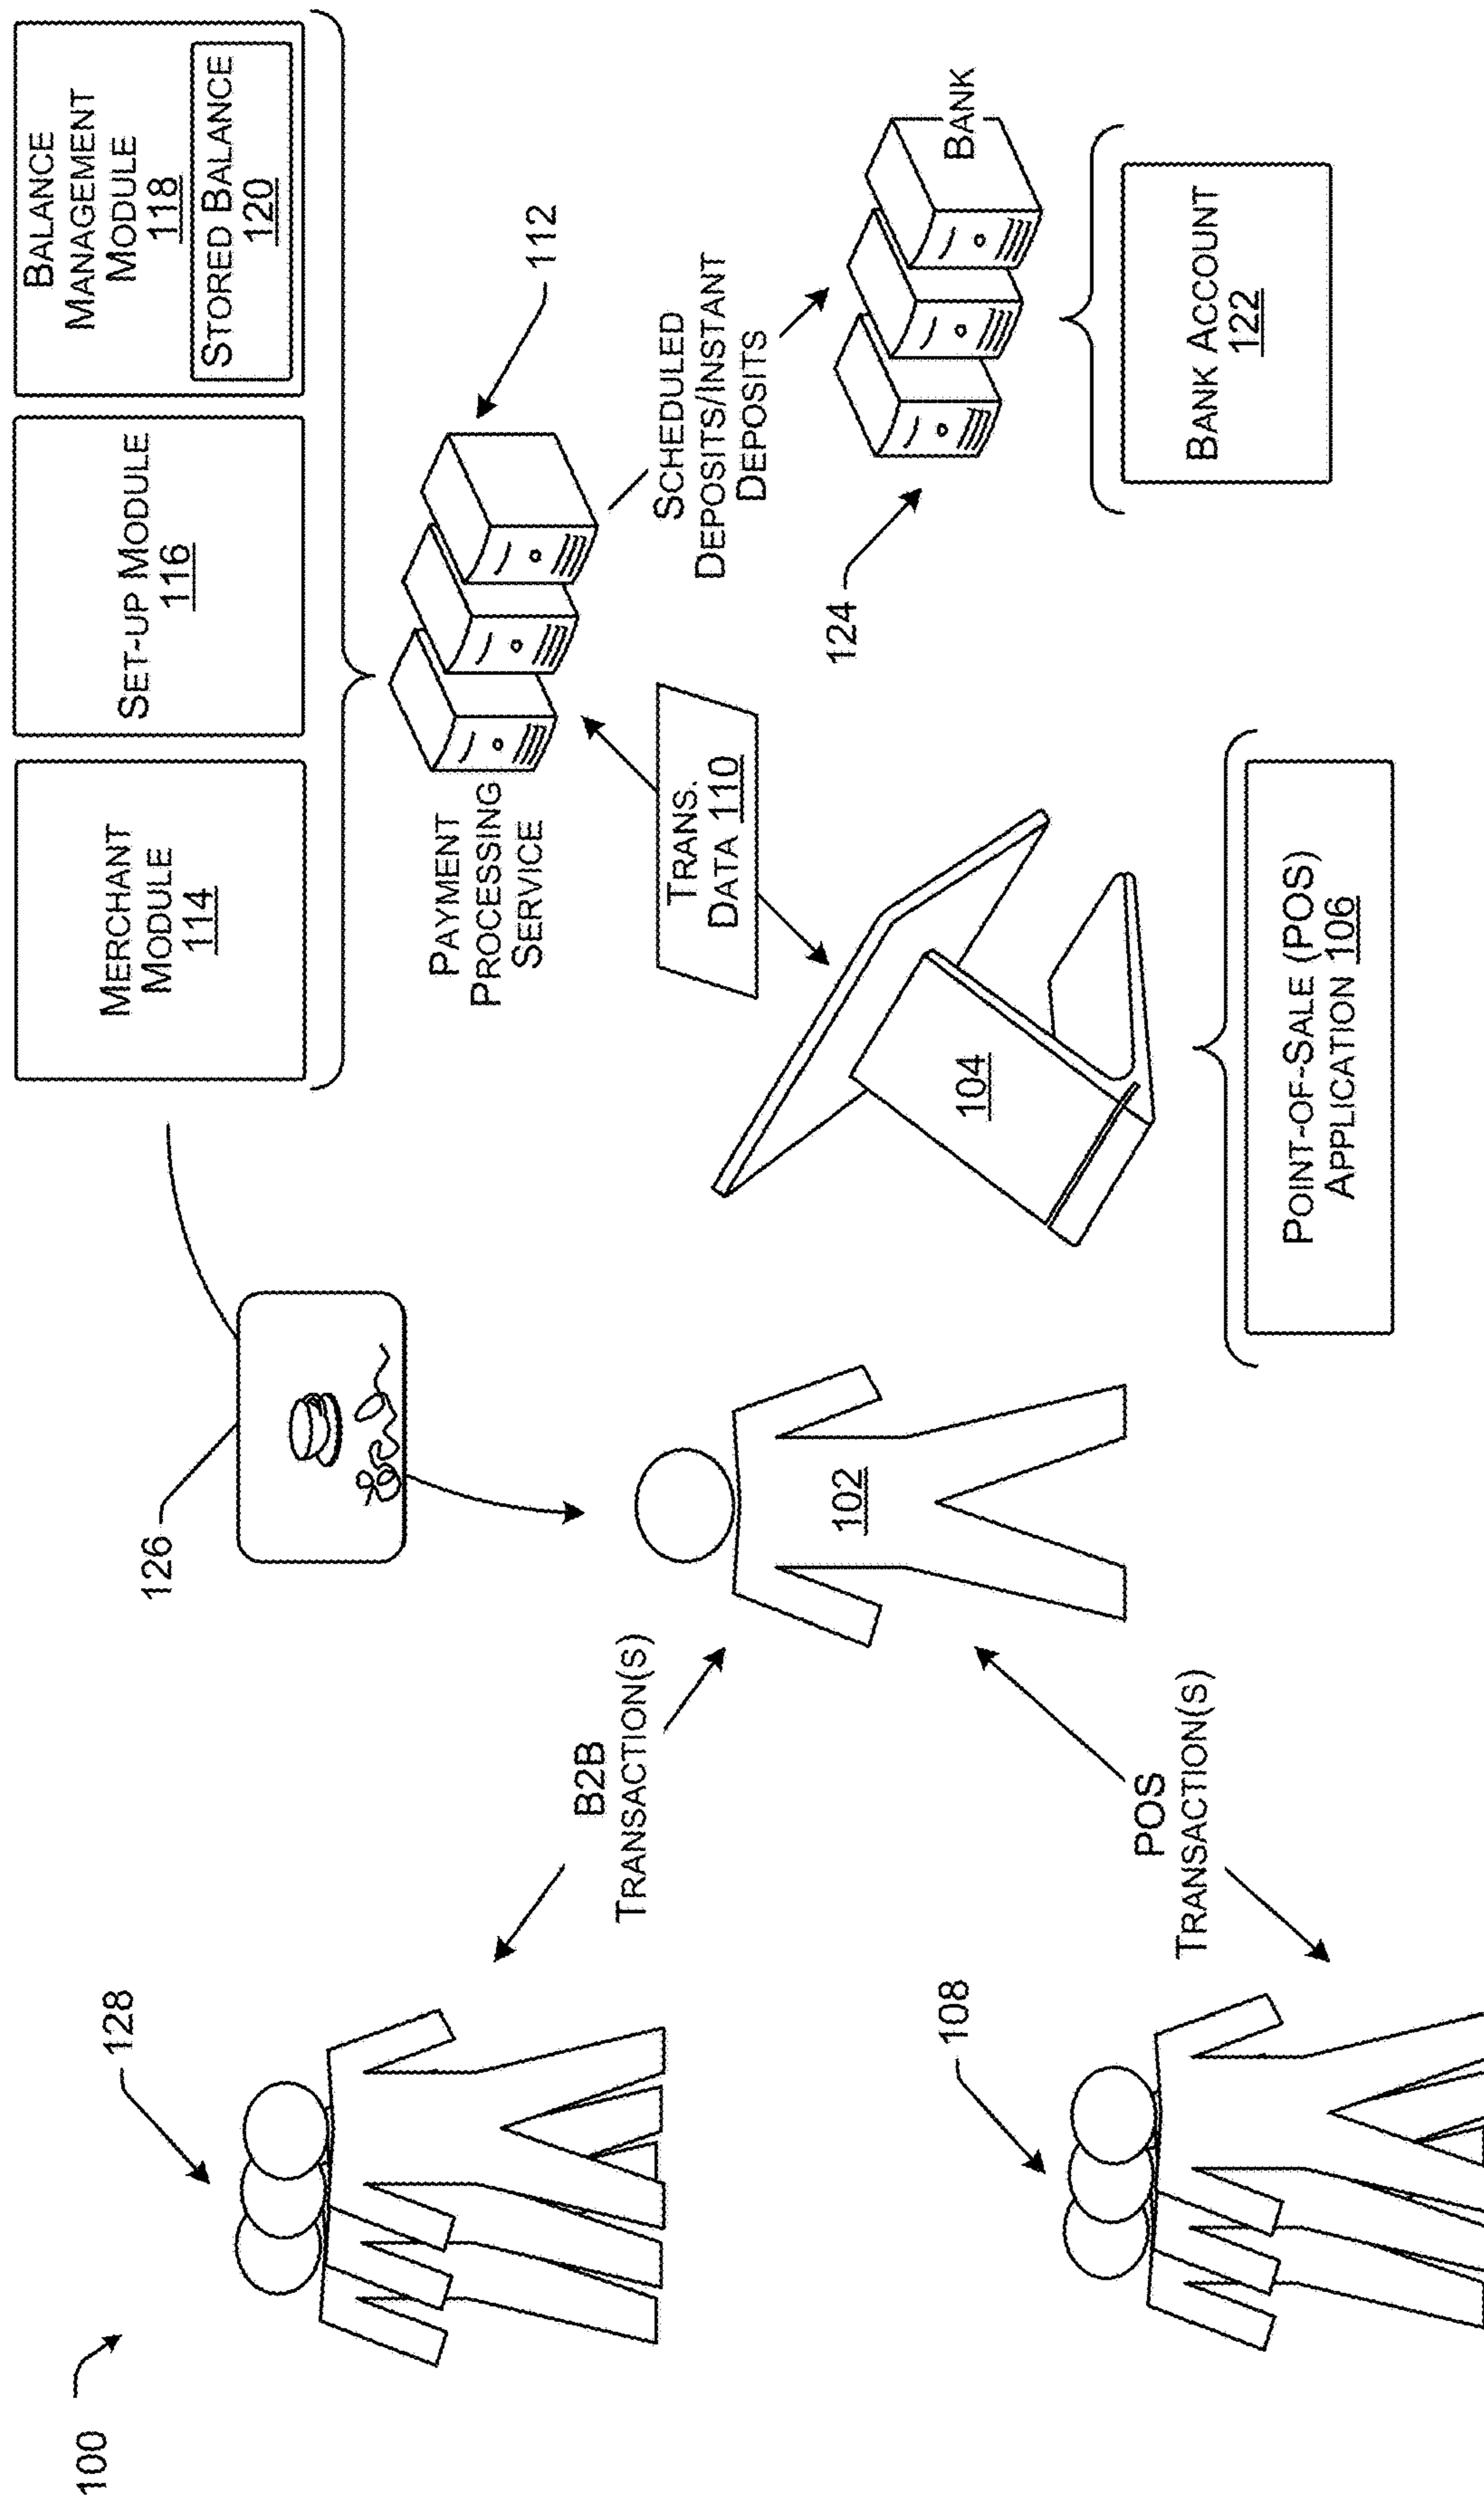 100
128
108
B2B
TRANSACTION(S)
POS
TRANSACTION(S)
126
102
MERCHANT
MODULE
114
SET-UP MODULE
116
BALANCE
MANAGEMENT
MODULE
118
STORED BALANCE
120
PAYMENT
PROCESSING
SERVICE
112
TRANS.
DATA 110
SCHEDULED
DEPOSITS/INSTANT
DEPOSITS
104
124
BANK
POINT-OF-SALE (POS)
APPLICATION 106
BANK ACCOUNT
122